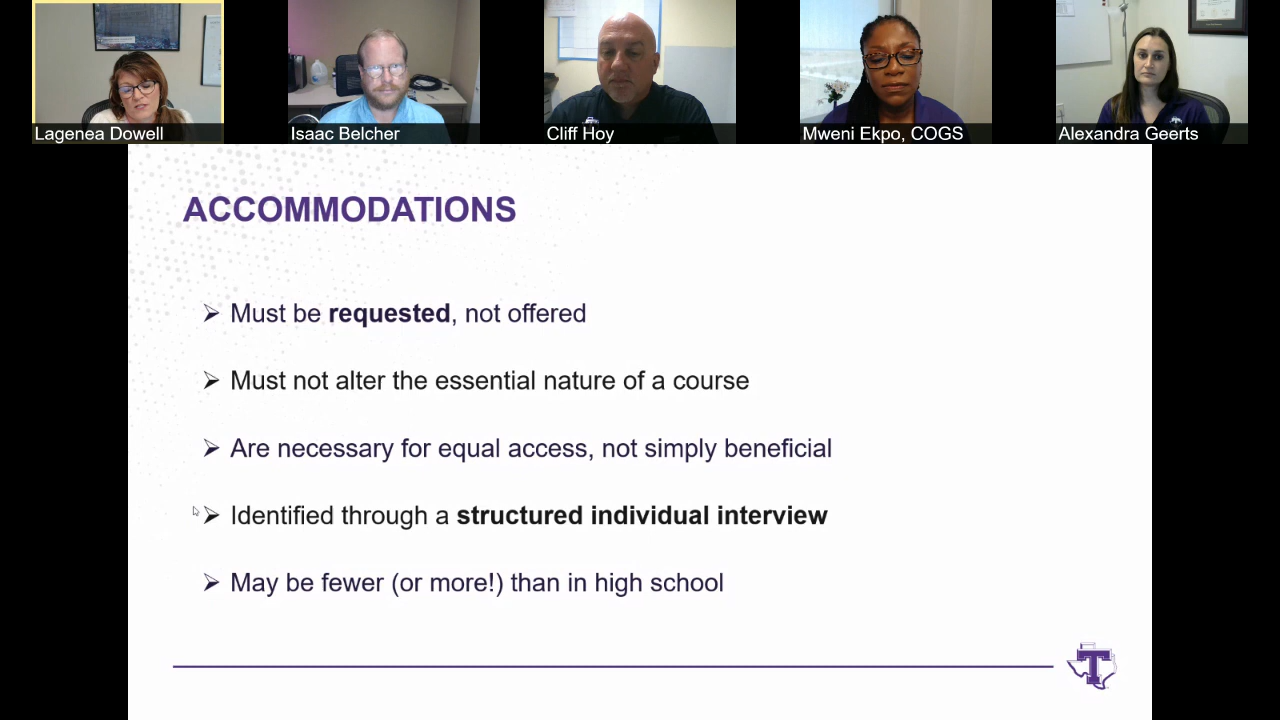 Lagenea Dowell
Isaac Belcher
Cliff Hoy
Mweni Ekpo, COGS
Alexandra Geerts
ACCOMMODATIONS
Must be requested, not offered
Must not alter the essential nature of a course
Are necessary for equal access, not simply beneficial
Identified through a structured individual interview
May be fewer (or more!) than in high school
T